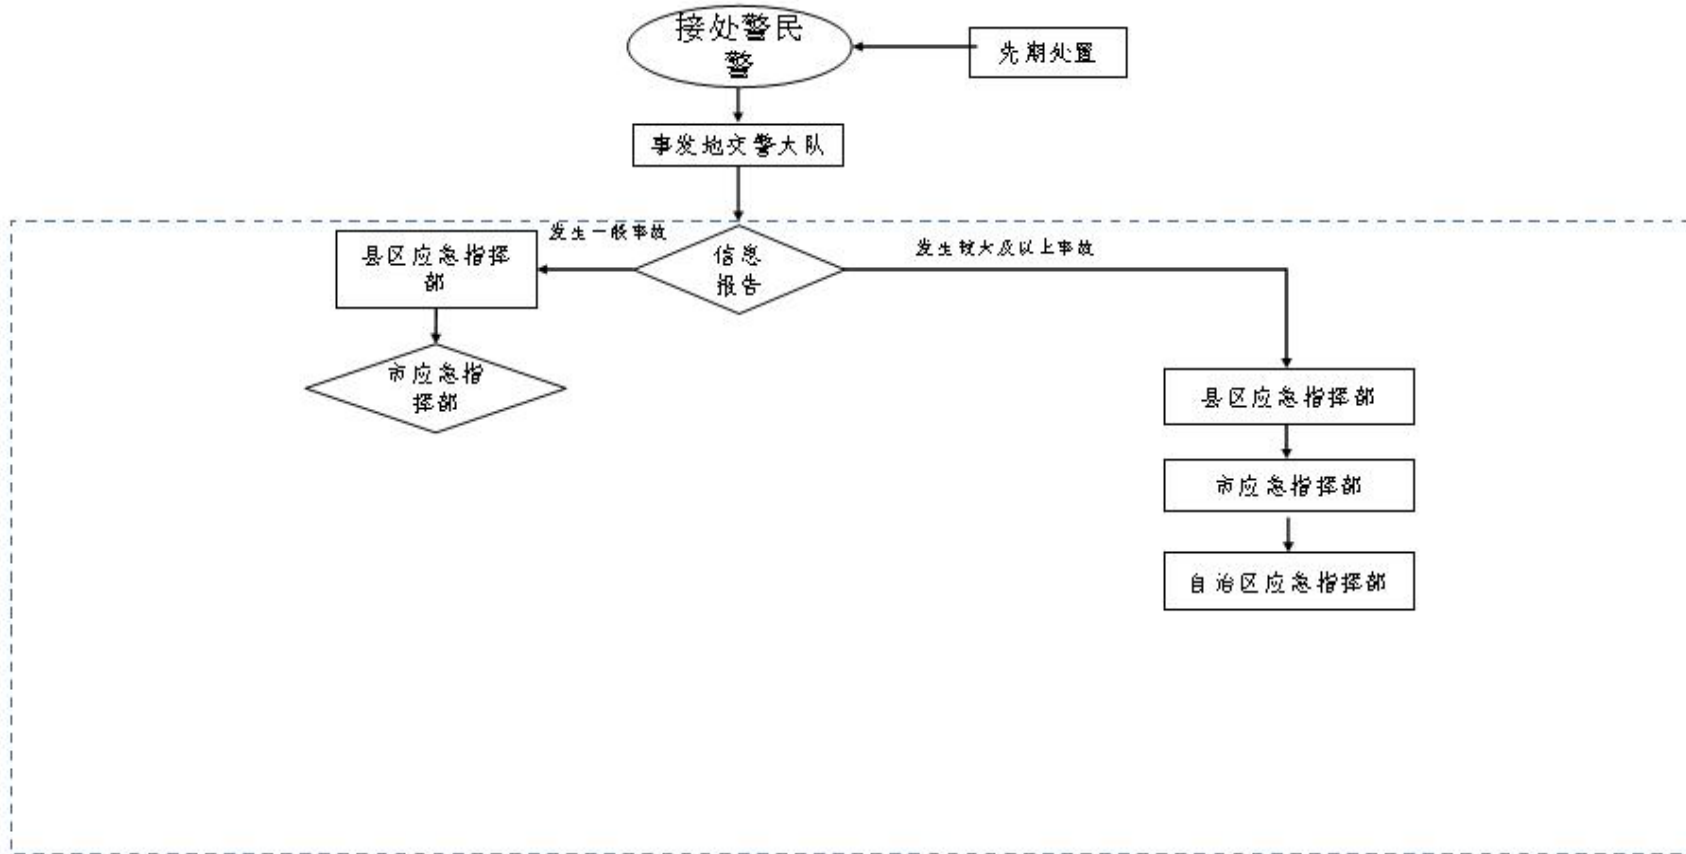 接处警民
警
先期处置
事发地交警大队
发生一般事故
发生较大及以上事故
县区应急指挥
部
信息
报告
市应急指
挥部
县区应急指挥部
市应急指挥部
自治区应急指挥部